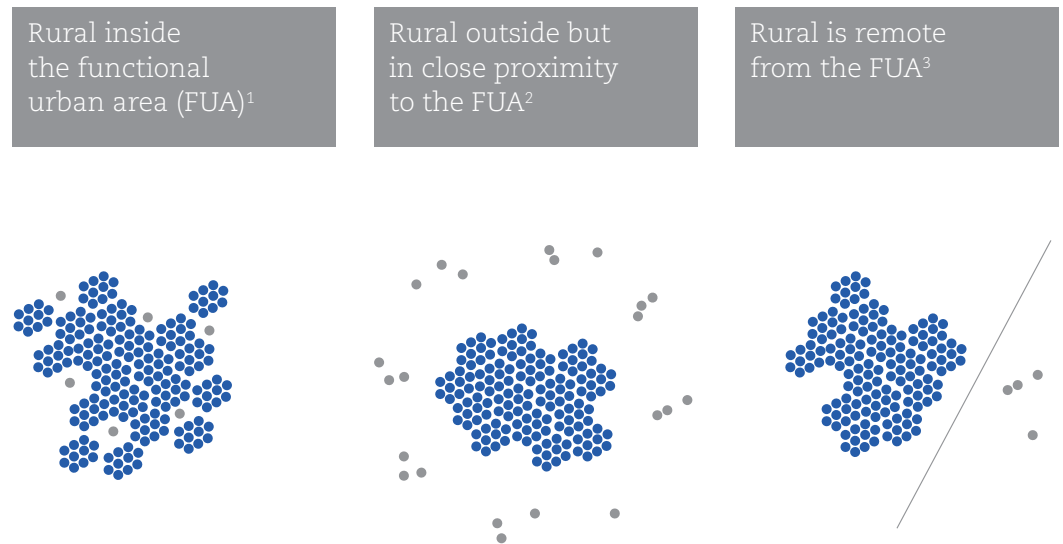 Rural inside
the functional
urban area (FUA)¹
Rural outside but
in close proximity
to the FUA²
Rural is remote
from the FUA³